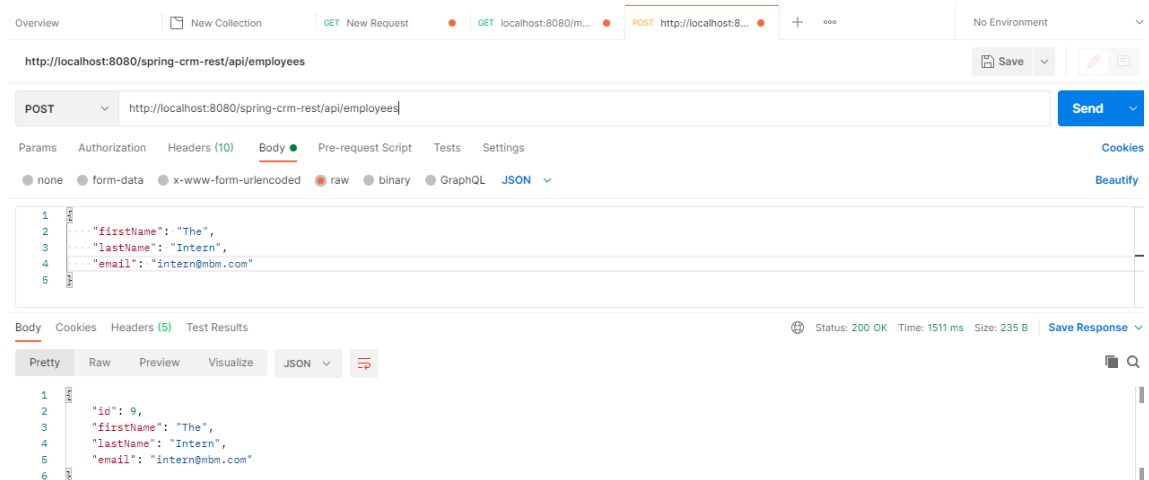 Overview New Collection GET New Request GET localhost:8080/m... POST http://localhost:8... No Environment
http://localhost:8080/spring-crm-rest/api/employees Save
POST http://localhost:8080/spring-crm-rest/api/employees Send
Params Authorization Headers (10) Body Pre-request Script Tests Settings Cookies
none form-data x-www-form-urlencoded raw binary GraphQL JSON Beautify
1 {
2 "firstName": "The",
3 "lastName": "Intern",
4 "email": "intern@mbm.com"
5 }
Body Cookies Headers (5) Test Results Status: 200 OK Time: 1511 ms Size: 235 B Save Response
Pretty Raw Preview Visualize JSON
1 {
2 "id": 9,
3 "firstName": "The",
4 "lastName": "Intern",
5 "email": "intern@mbm.com"
6 }